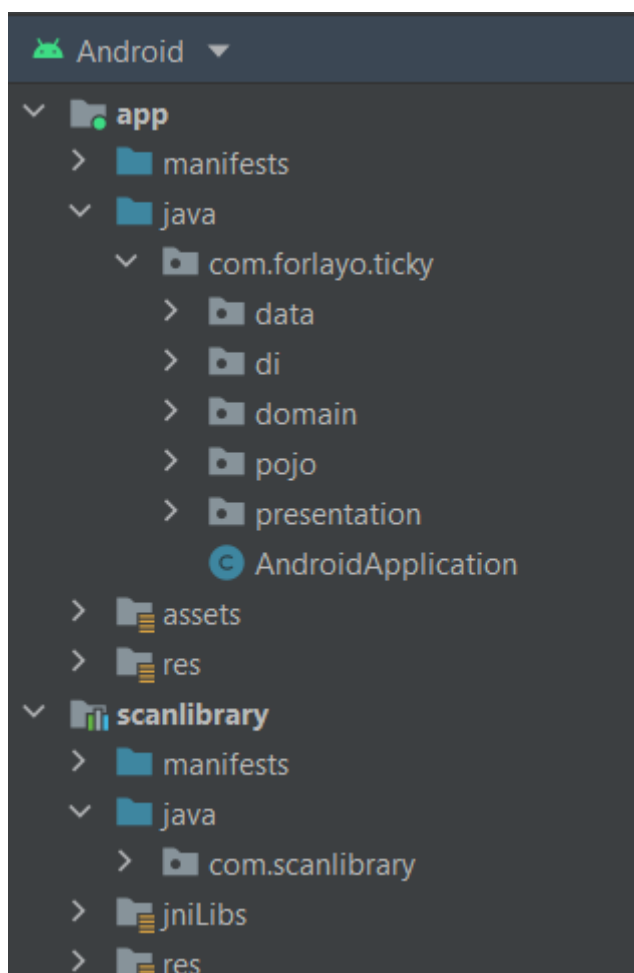 Android
app
manifests
java
com.forlayo.ticky
data
di
domain
pojo
presentation
C AndroidApplication
assets
res
scanlibrary
manifests
java
com.scanlibrary
jniLibs
res